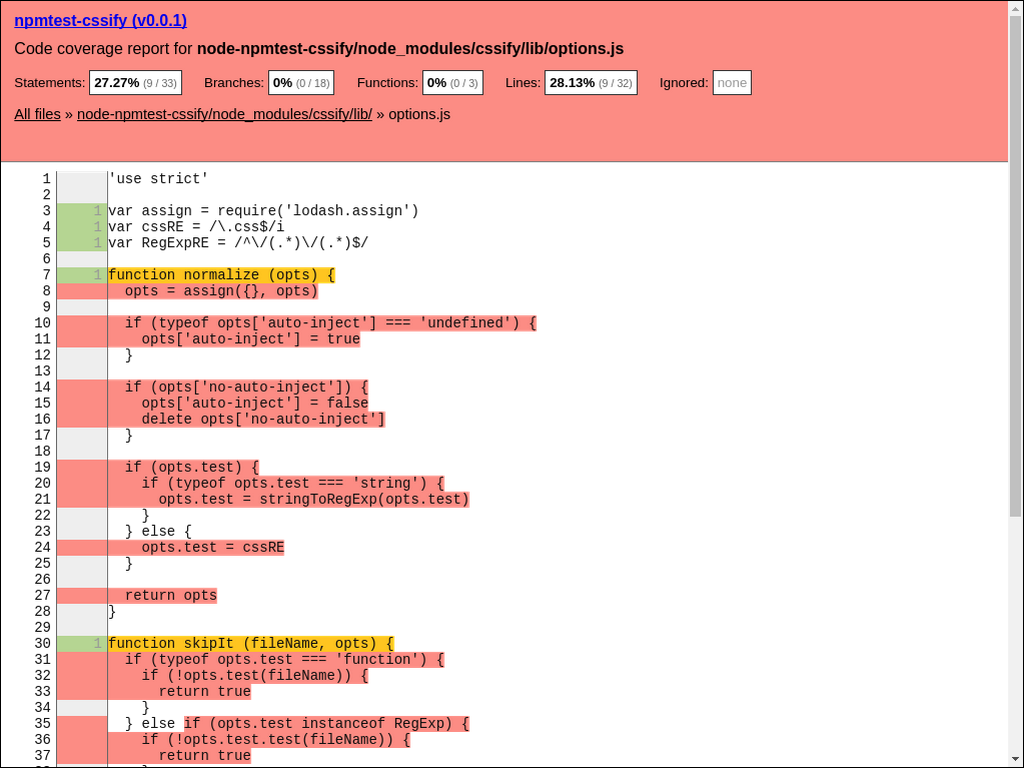 npmtest-cssify (v0.0.1)
Code coverage report for node-npmtest-cssify/node_modules/cssify/lib/options.js
Statements: 27.27% (9 / 33) Branches: 0% (0 / 18) Functions: 0% (0 / 3) Lines: 28.13% (9 / 32) Ignored: none
All files » node-npmtest-cssify/node_modules/cssify/lib/ » options.js
1 'use strict'
2
3 1 var assign = require('lodash.assign')
4 1 var cssRE = /\.css$/i
5 1 var RegExpRE = /^\/(.*)\/(.*)$/
6
7 1 function normalize (opts) {
8 opts = assign({}, opts)
9
10 if (typeof opts['auto-inject'] === 'undefined') {
11 opts['auto-inject'] = true
12 }
13
14 if (opts['no-auto-inject']) {
15 opts['auto-inject'] = false
16 delete opts['no-auto-inject']
17 }
18
19 if (opts.test) {
20 if (typeof opts.test === 'string') {
21 opts.test = stringToRegExp(opts.test)
22 }
23 } else {
24 opts.test = cssRE
25 }
26
27 return opts
28 }
29
30 1 function skipIt (fileName, opts) {
31 if (typeof opts.test === 'function') {
32 if (!opts.test(fileName)) {
33 return true
34 }
35 } else if (opts.test instanceof RegExp) {
36 if (!opts.test.test(fileName)) {
37 return true